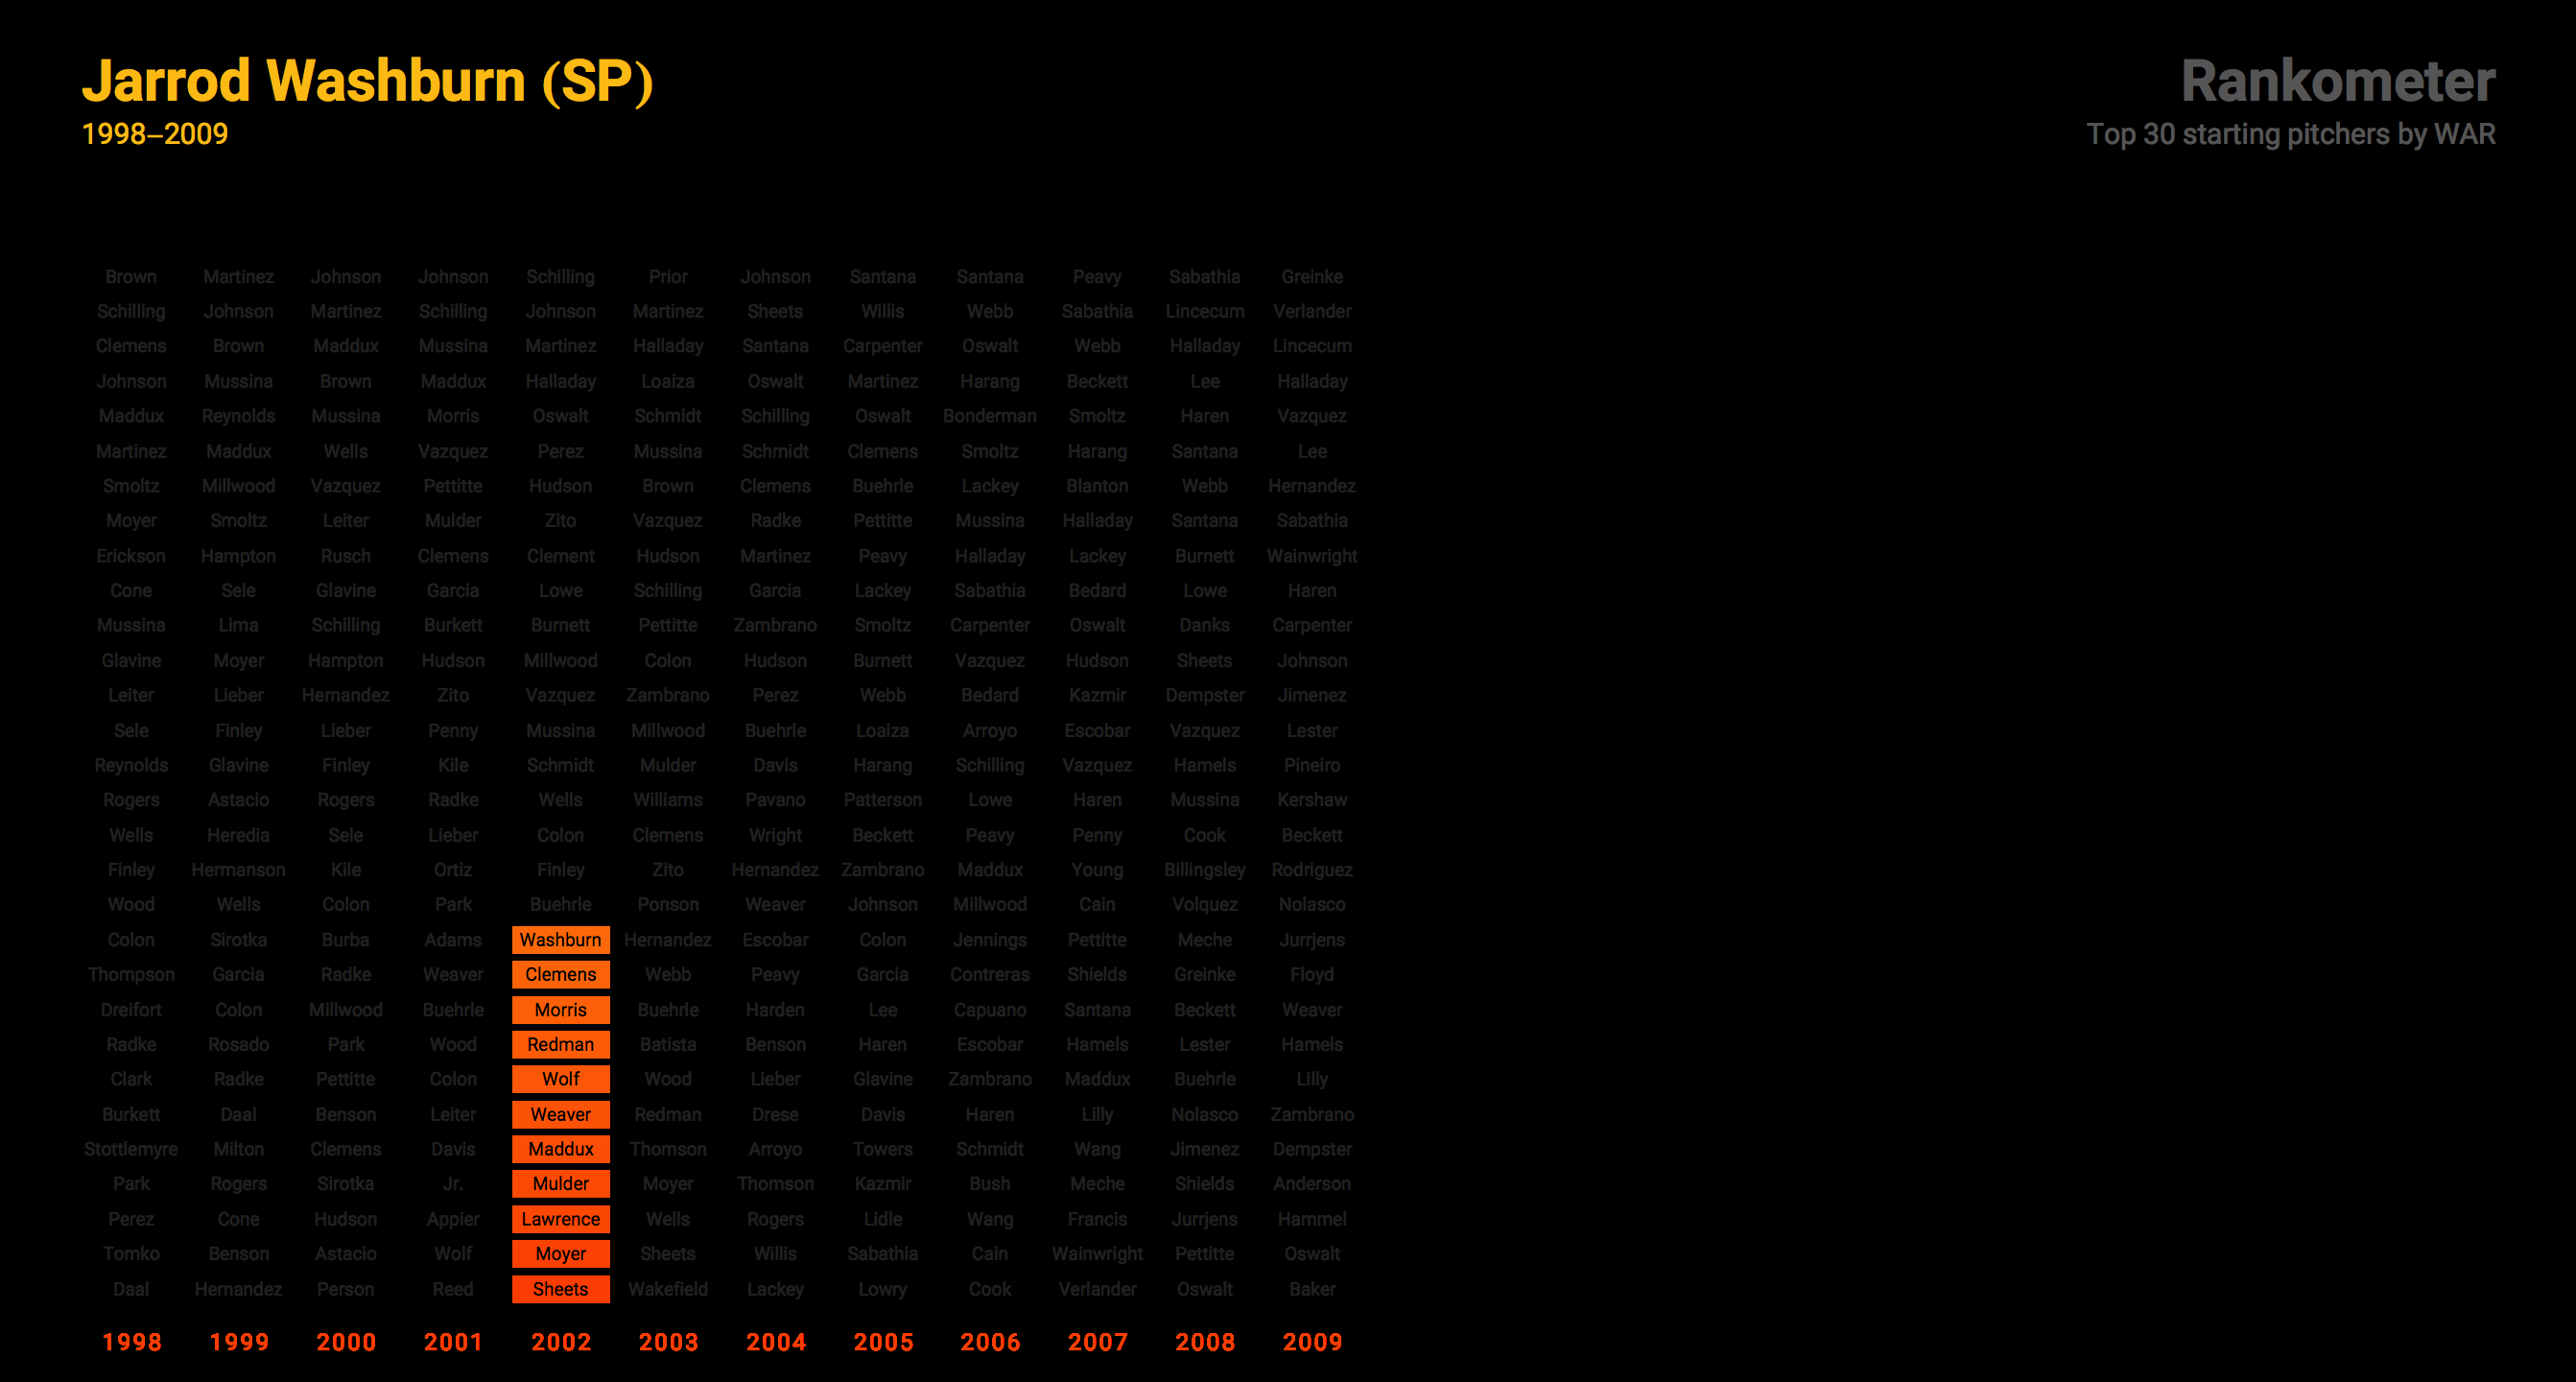 Jarrod Washburn (SP)
1998–2009
Rankometer
Top 30 starting pitchers by WAR
Brown Martinez Johnson Johnson Schilling Prior Johnson Santana Santana Peavy Sabathia Greinke
Schilling Johnson Martinez Schilling Johnson Martinez Sheets Willis Webb Sabathia Lincecum Verlander
Clemens Brown Maddux Mussina Martinez Halladay Santana Carpenter Oswalt Webb Halladay Lincecum
Johnson Mussina Brown Maddux Halladay Loaiza Oswalt Martinez Harang Beckett Lee Halladay
Maddux Reynolds Mussina Morris Oswalt Schmidt Schilling Oswalt Bonderman Smoltz Haren Vazquez
Martinez Maddux Wells Vazquez Perez Mussina Schmidt Clemens Smoltz Harang Santana Lee
Smoltz Millwood Vazquez Pettitte Hudson Brown Clemens Buehrle Lackey Blanton Webb Hernandez
Moyer Smoltz Leiter Mulder Zito Vazquez Radke Pettitte Mussina Halladay Santana Sabathia
Erickson Hampton Rusch Clemens Clement Hudson Martinez Peavy Halladay Lackey Burnett Wainwright
Cone Sele Glavine Garcia Lowe Schilling Garcia Lackey Sabathia Bedard Lowe Haren
Mussina Lima Schilling Burkett Burnett Pettitte Zambrano Smoltz Carpenter Oswalt Danks Carpenter
Glavine Moyer Hampton Hudson Millwood Colon Hudson Burnett Vazquez Hudson Sheets Johnson
Leiter Lieber Hernandez Zito Vazquez Zambrano Perez Webb Bedard Kazmir Dempster Jimenez
Sele Finley Lieber Penny Mussina Millwood Buehrle Loaiza Arroyo Escobar Vazquez Lester
Reynolds Glavine Finley Kile Schmidt Mulder Davis Harang Schilling Vazquez Hamels Pineiro
Rogers Astacio Rogers Radke Wells Williams Pavano Patterson Lowe Haren Mussina Kershaw
Wells Heredia Sele Lieber Colon Clemens Wright Beckett Peavy Penny Cook Beckett
Finley Hermanson Kile Ortiz Finley Zito Hernandez Zambrano Maddux Young Billingsley Rodriguez
Wood Wells Colon Park Buehrle Ponson Weaver Johnson Millwood Cain Volquez Nolasco
Colon Sirotka Burba Adams Washburn Hernandez Escobar Colon Jennings Pettitte Meche Jurrjens
Thompson Garcia Radke Weaver Clemens Webb Peavy Garcia Contreras Shields Greinke Floyd
Dreifort Colon Millwood Buehrle Morris Buehrle Harden Lee Capuano Santana Beckett Weaver
Radke Rosado Park Wood Redman Batista Benson Haren Escobar Hamels Lester Hamels
Clark Radke Pettitte Colon Wolf Wood Lieber Glavine Zambrano Maddux Buehrle Lilly
Burkett Daal Benson Leiter Weaver Redman Drese Davis Haren Lilly Nolasco Zambrano
Stottlemyre Milton Clemens Davis Maddux Thomson Arroyo Towers Schmidt Wang Jimenez Dempster
Park Rogers Sirotka Jr. Mulder Moyer Thomson Kazmir Bush Meche Shields Anderson
Perez Cone Hudson Appier Lawrence Wells Rogers Lidle Wang Francis Jurrjens Hammel
Tomko Benson Astacio Wolf Moyer Sheets Willis Sabathia Cain Wainwright Pettitte Oswalt
Daal Hernandez Person Reed Sheets Wakefield Lackey Lowry Cook Verlander Oswalt Baker
1998 1999 2000 2001 2002 2003 2004 2005 2006 2007 2008 2009